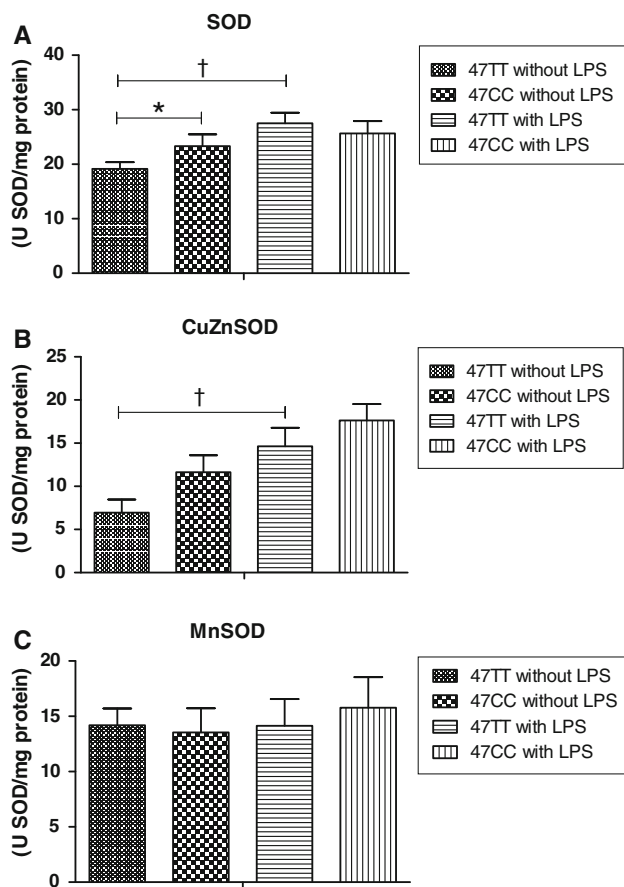 A
SOD
(U SOD/mg protein)
40
30
20
10
0
†
*
47TT without LPS
47CC without LPS
47TT with LPS
47CC with LPS
B
CuZnSOD
(U SOD/mg protein)
25
20
15
10
5
0
†
47TT without LPS
47CC without LPS
47TT with LPS
47CC with LPS
C
MnSOD
(U SOD/mg protein)
20
15
10
5
0
47TT without LPS
47CC without LPS
47TT with LPS
47CC with LPS